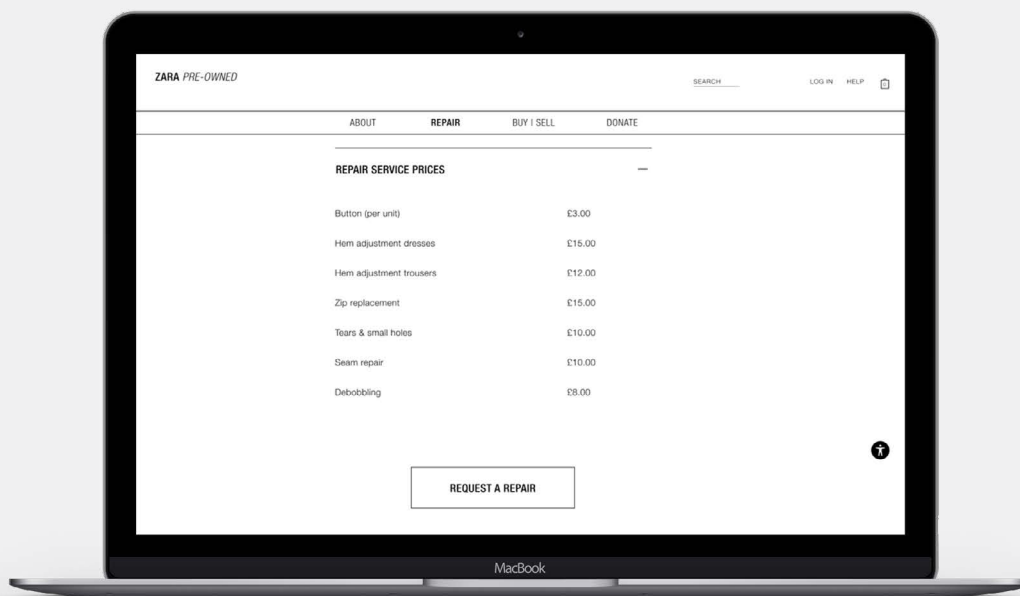 ZARA PRE-OWNED
SEARCH LOG IN HELP
ABOUT REPAIR BUY I SELL DONATE
REPAIR SERVICE PRICES
Button (per unit) £3.00
Hem adjustment dresses £15.00
Hem adjustment trousers £12.00
Zip replacement £15.00
Tears & small holes £10.00
Seam repair £10.00
Debobbling £8.00
REQUEST A REPAIR
MacBook